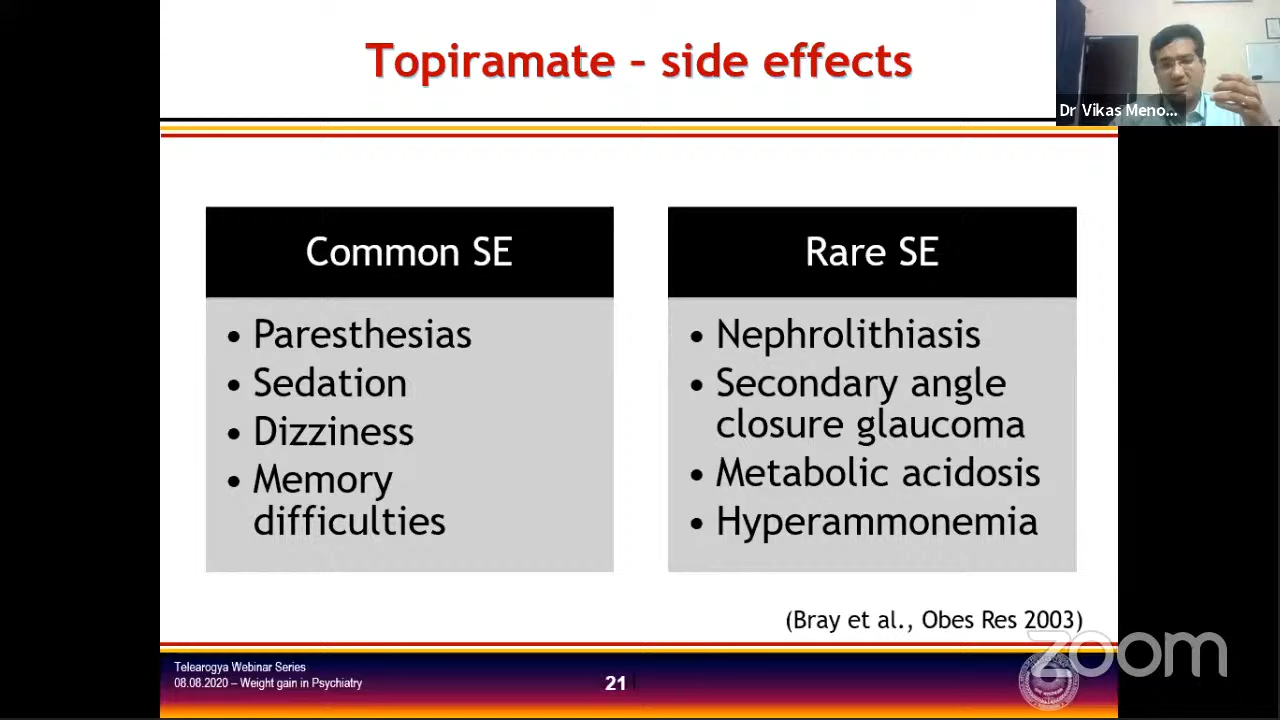 Topiramate – side effects
Dr Vikas Meno...
Common SE
• Paresthesias
• Sedation
• Dizziness
• Memory
difficulties
Rare SE
• Nephrolithiasis
• Secondary angle
closure glaucoma
• Metabolic acidosis
• Hyperammonemia
(Bray et al., Obes Res 2003)
zoom
Telearogya Webinar Series
08.08.2020 – Weight gain in Psychiatry
21